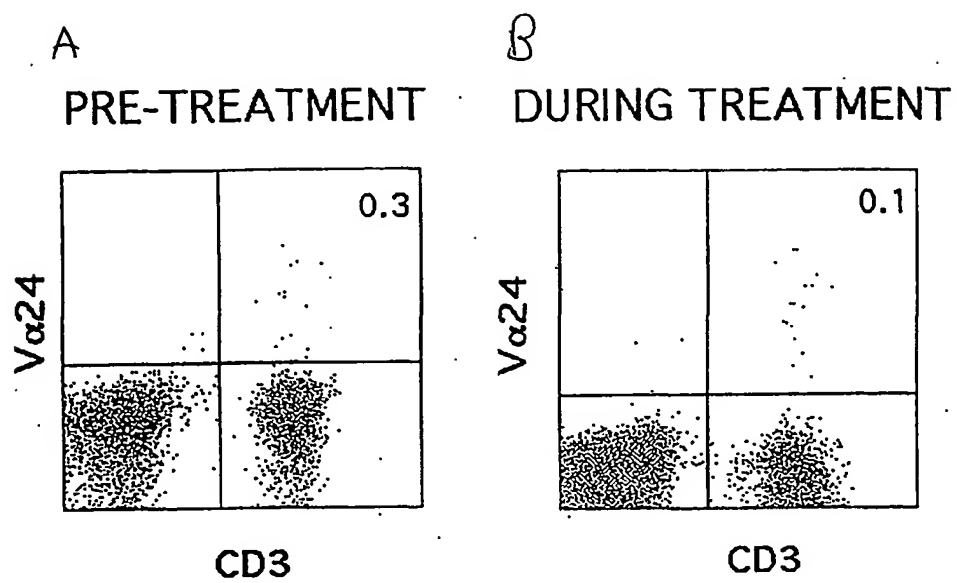 A
PRE-TREATMENT
0.3
Vα24
CD3
B
DURING TREATMENT
0.1
Vα24
CD3